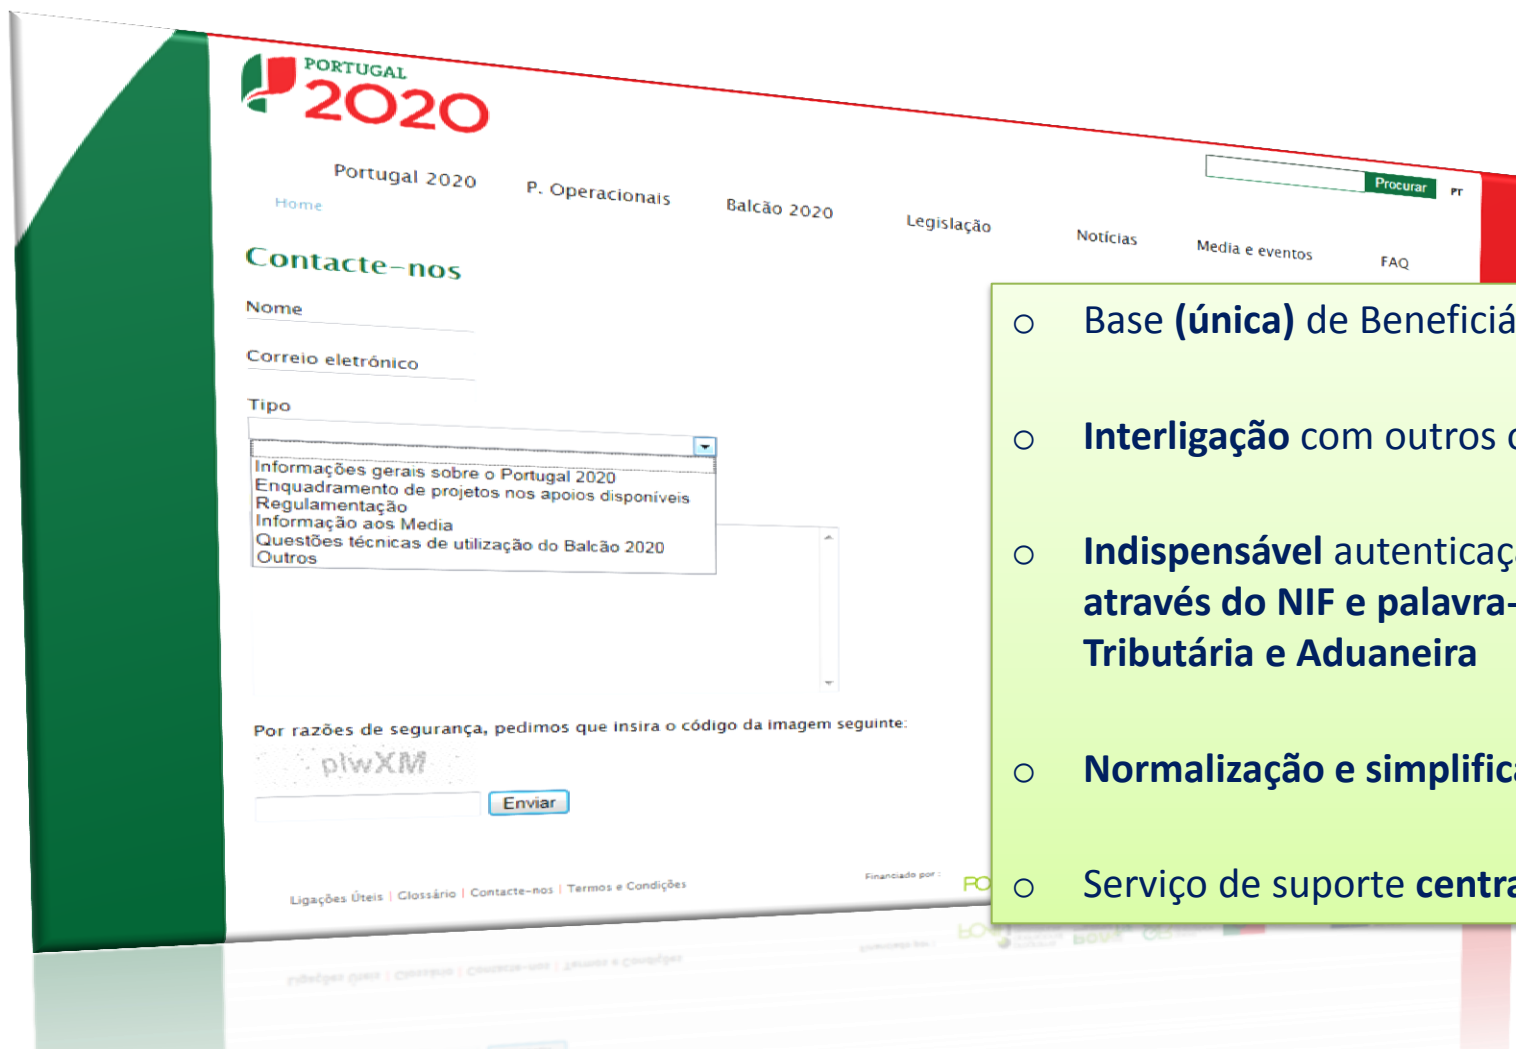 PORTUGAL
2020
Procurar PT
Portugal 2020 P. Operacionais Balcão 2020 Legislação Notícias Media e eventos FAQ
Home
Contacte-nos
Nome
Correio eletrónico
Tipo
Informações gerais sobre o Portugal 2020
Enquadramento de projetos nos apoios disponíveis
Regulamentação
Informação aos Media
Questões técnicas de utilização do Balcão 2020
Outros
Por razões de segurança, pedimos que insira o código da imagem seguinte:
plwXM
Enviar
Ligações Úteis | Glossário | Contacte-nos | Termos e Condições
Financiado por :
o Base (única) de Beneficiá
o Interligação com outros
o Indispensável autenticaç
através do NIF e palavra-
Tributária e Aduaneira
o Normalização e simplific
o Serviço de suporte centra